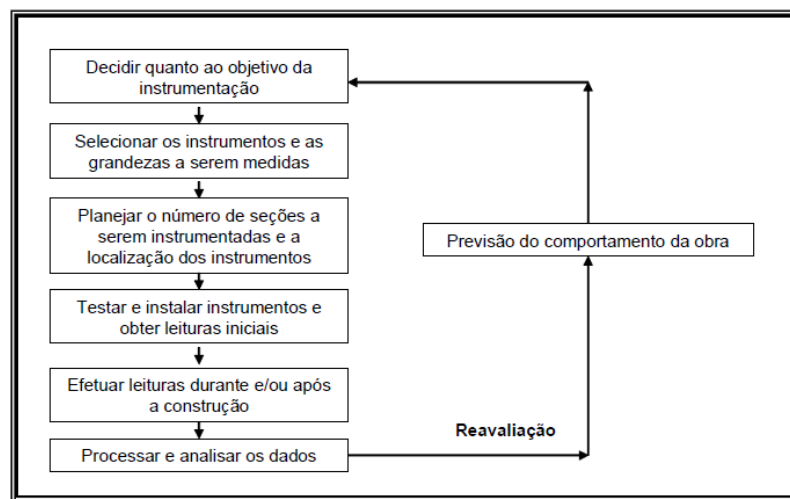 Decidir quanto ao objetivo da
instrumentação
Selecionar os instrumentos e as
grandezas a serem medidas
Planejar o número de seções a
serem instrumentadas e a
localização dos instrumentos
Previsão do comportamento da obra
Testar e instalar instrumentos e
obter leituras iniciais
Efetuar leituras durante e/ou após
a construção
Reavaliação
Processar e analisar os dados